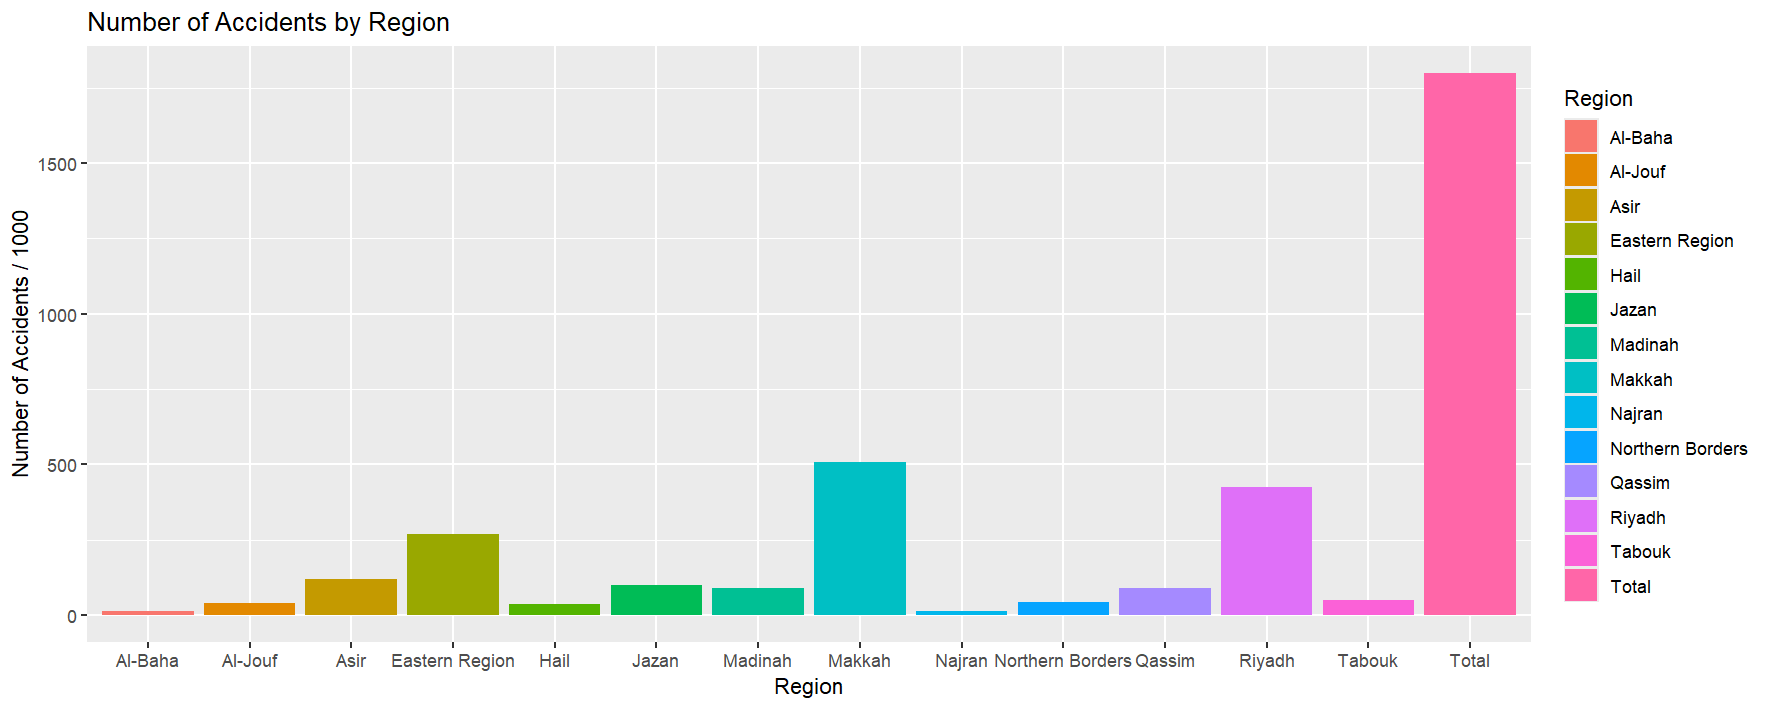 Number of Accidents by Region
Number of Accidents / 1000
1500
1000
500
0
Al-Baha Al-Jouf Asir Eastern Region Hail Jazan Madinah Makkah Najran Northern Borders Qassim Riyadh Tabouk Total
Region
Region
Al-Baha
Al-Jouf
Asir
Eastern Region
Hail
Jazan
Madinah
Makkah
Najran
Northern Borders
Qassim
Riyadh
Tabouk
Total